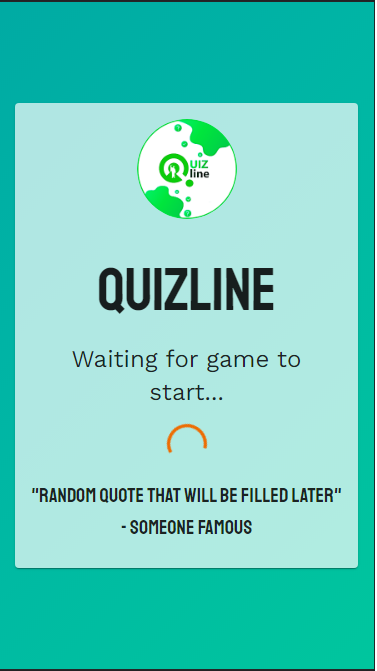 QUIZ
line
QUIZLINE
Waiting for game to
start...
"RANDOM QUOTE THAT WILL BE FILLED LATER"
- SOMEONE FAMOUS